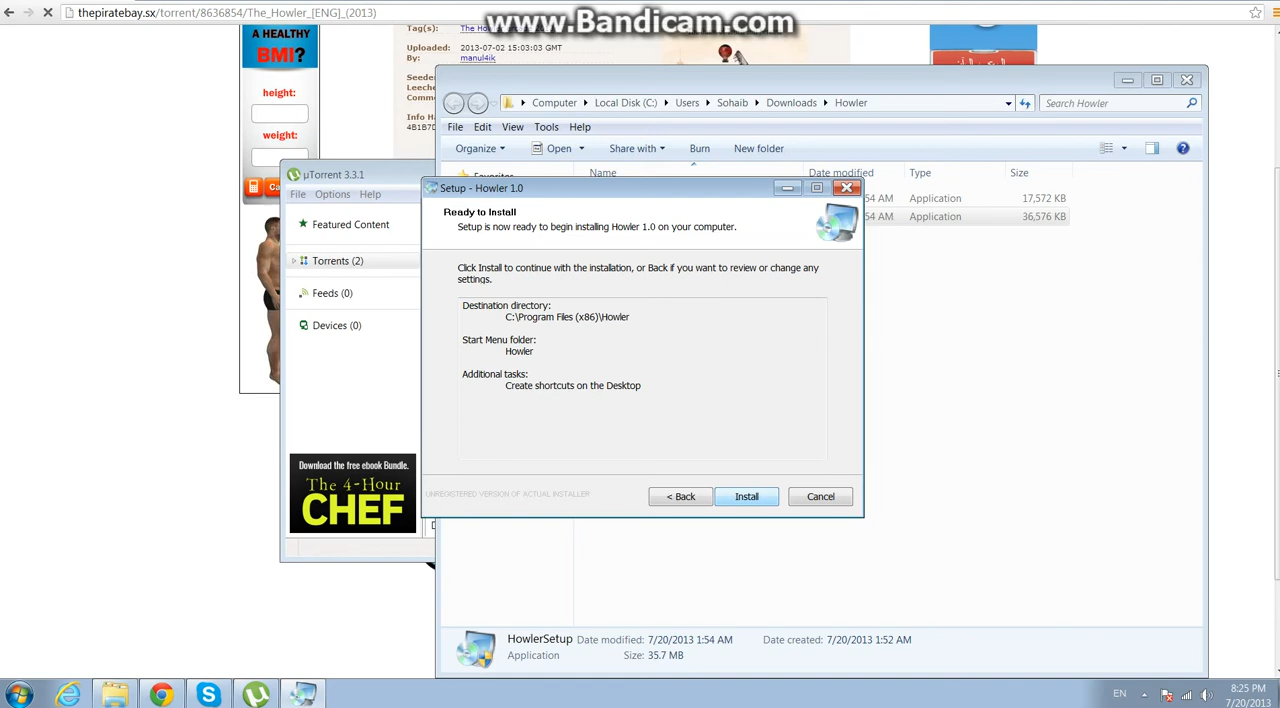 thepiratebay.sx/torrent/8636854/The_Howler_[ENG]_(2013)
www.Bandicam.com
A HEALTHY
BMI?
height:
weight:
Tag(s):
Uploaded: 2013-07-02 15:03:03 GMT
By: manul4ik
Computer Local Disk (C:) Users Sohaib Downloads Howler
Search Howler
File Edit View Tools Help
Organize Open Share with Burn New folder
Favorites
Name Date modified Type Size
54 AM Application 17,572 KB
54 AM Application 36,576 KB
µTorrent 3.3.1
File Options Help
Featured Content
Torrents (2)
Feeds (0)
Devices (0)
Download the free ebook Bundle.
The 4-Hour
CHEF
Setup - Howler 1.0
Ready to Install
Setup is now ready to begin installing Howler 1.0 on your computer.
Click Install to continue with the installation, or Back if you want to review or change any
settings.
Destination directory:
C:\Program Files (x86)\Howler
Start Menu folder:
Howler
Additional tasks:
Create shortcuts on the Desktop
UNREGISTERED VERSION OF ACTUAL INSTALLER
< Back Install Cancel
HowlerSetup Date modified: 7/20/2013 1:54 AM Date created: 7/20/2013 1:52 AM
Application Size: 35.7 MB
EN
8:25 PM
7/20/2013